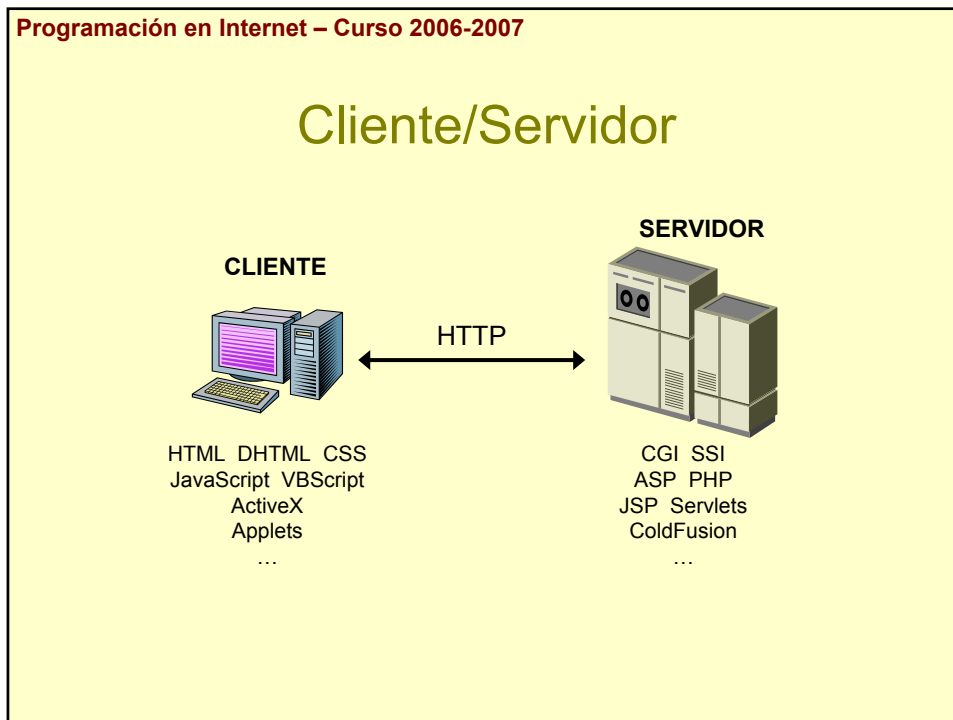 Programación en Internet – Curso 2006-2007
Cliente/Servidor
CLIENTE
SERVIDOR
HTTP
HTML DHTML CSS
JavaScript VBScript
ActiveX
Applets
…
CGI SSI
ASP PHP
JSP Servlets
ColdFusion
…